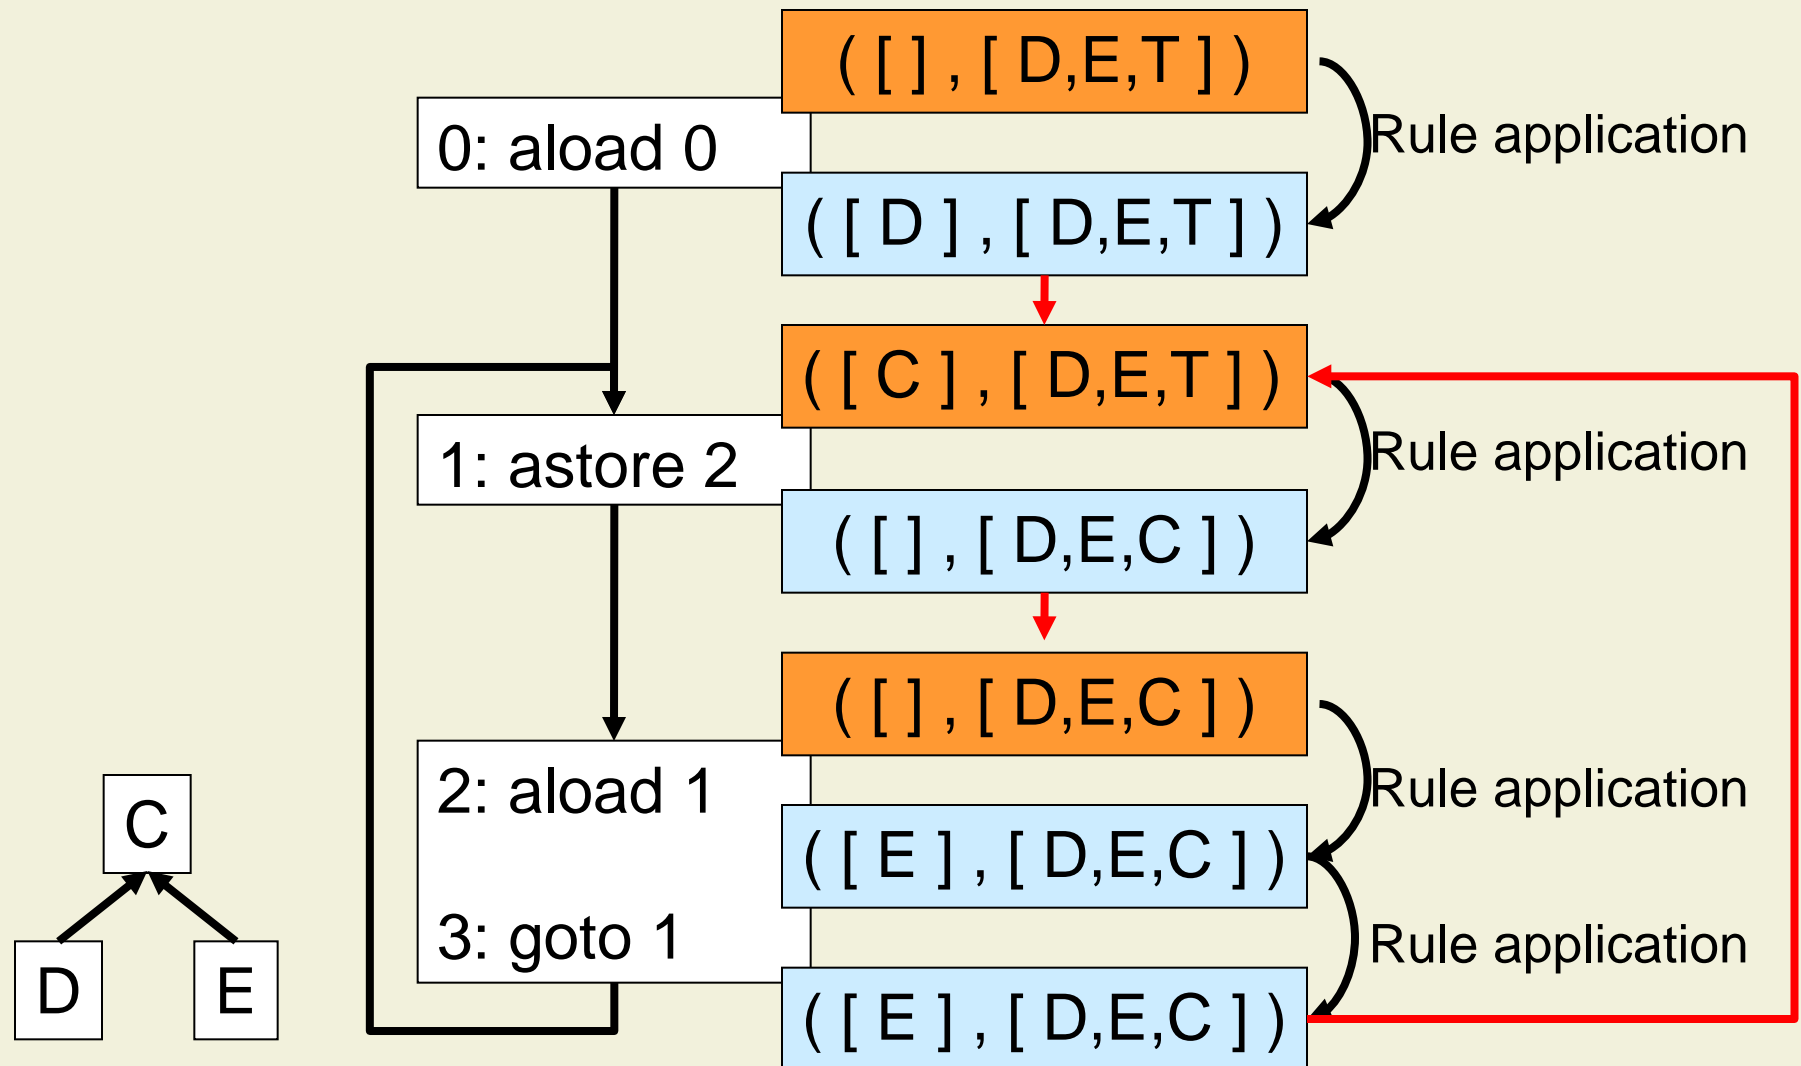 ( [ ] , [ D,E,T ] )
0: aload 0
Rule application
( [ D ] , [ D,E,T ] )
( [ C ] , [ D,E,T ] )
1: astore 2
Rule application
( [ ] , [ D,E,C ] )
( [ ] , [ D,E,C ] )
2: aload 1
Rule application
( [ E ] , [ D,E,C ] )
3: goto 1
Rule application
( [ E ] , [ D,E,C ] )
C
D
E